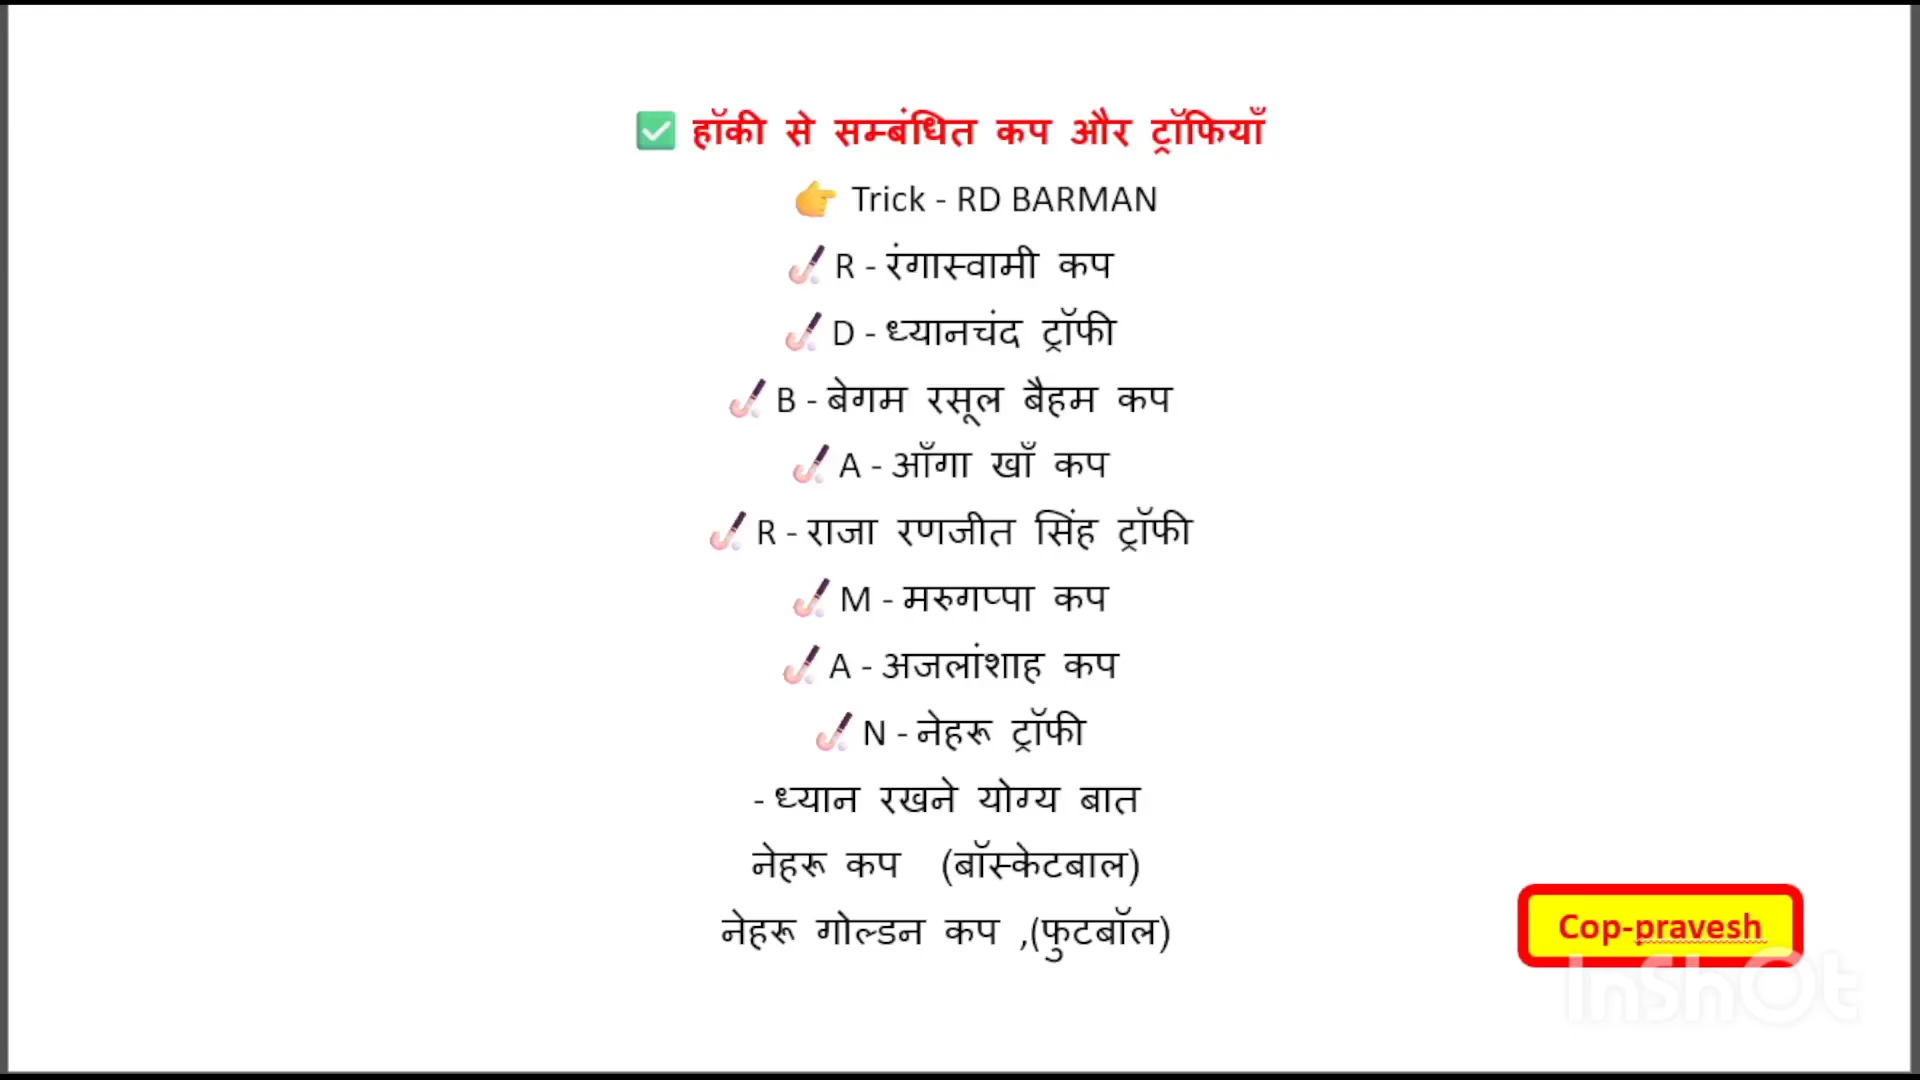 ✅ हॉकी से सम्बंधित कप और ट्रॉफियाँ
👉 Trick - RD BARMAN
🏑 R - रंगास्वामी कप
🏑 D - ध्यानचंद ट्रॉफी
🏑 B - बेगम रसूल बैहम कप
🏑 A - आँगा खाँ कप
🏑 R - राजा रणजीत सिंह ट्रॉफी
🏑 M - मरुगप्पा कप
🏑 A - अजलांशाह कप
🏑 N - नेहरू ट्रॉफी
- ध्यान रखने योग्य बात
नेहरू कप (बॉस्केटबाल)
नेहरू गोल्डन कप ,(फुटबॉल)
Cop-pravesh
InShOt